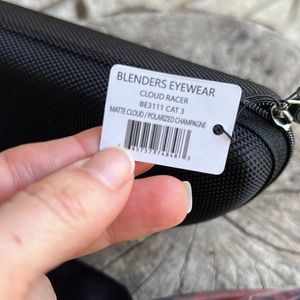 BLENDERS EYEWEAR
CLOUD RACER
BE3111 CAT 3
MATTE CLOUD / POLARIZED CHAMPAGNE